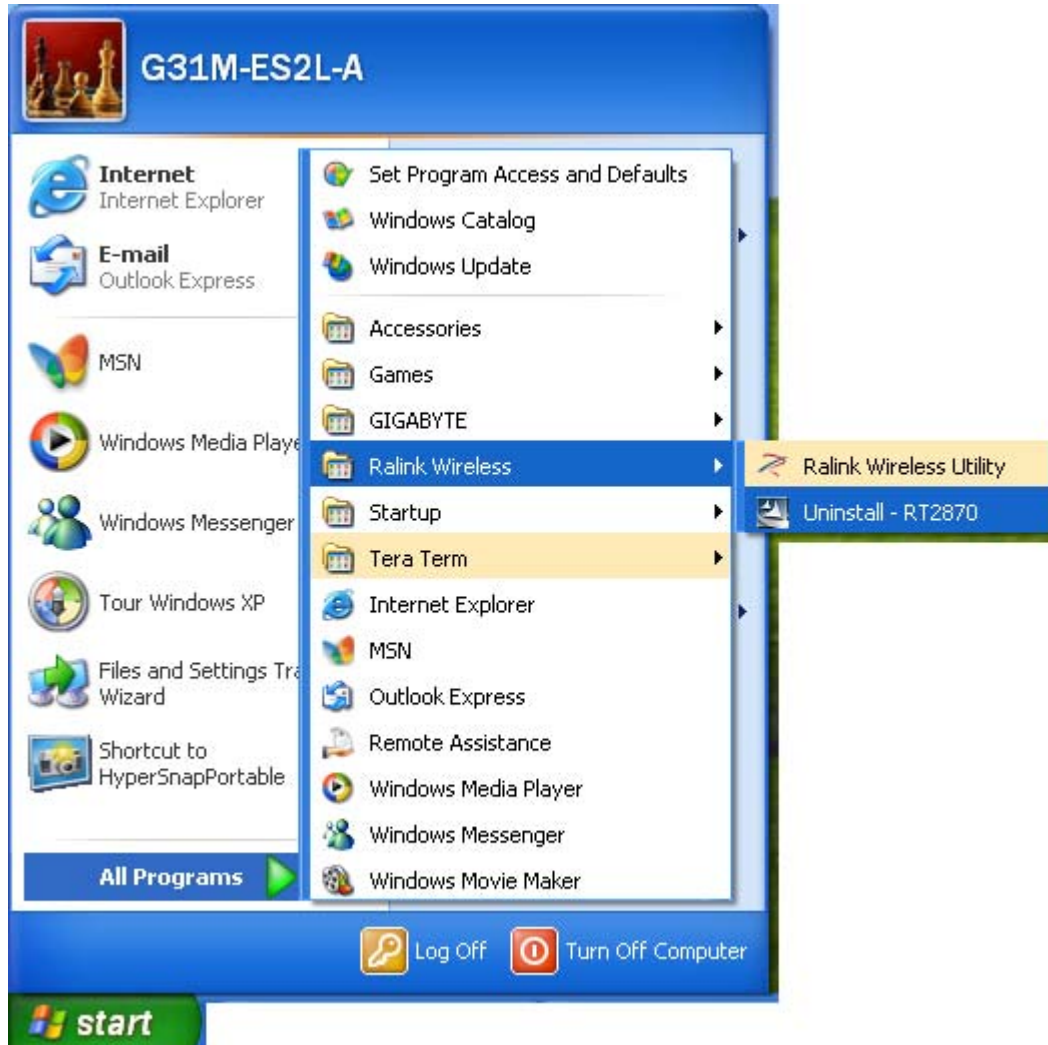 G31M-ES2L-A
Internet
Internet Explorer
E-mail
Outlook Express
MSN
Windows Media Playe
Windows Messenger
Tour Windows XP
Files and Settings Tra
Wizard
Shortcut to
HyperSnapPortable
All Programs
Set Program Access and Defaults
Windows Catalog
Windows Update
Accessories
Games
GIGABYTE
Ralink Wireless
Startup
Tera Term
Internet Explorer
MSN
Outlook Express
Remote Assistance
Windows Media Player
Windows Messenger
Windows Movie Maker
Ralink Wireless Utility
Uninstall - RT2870
Log Off
Turn Off Computer
start